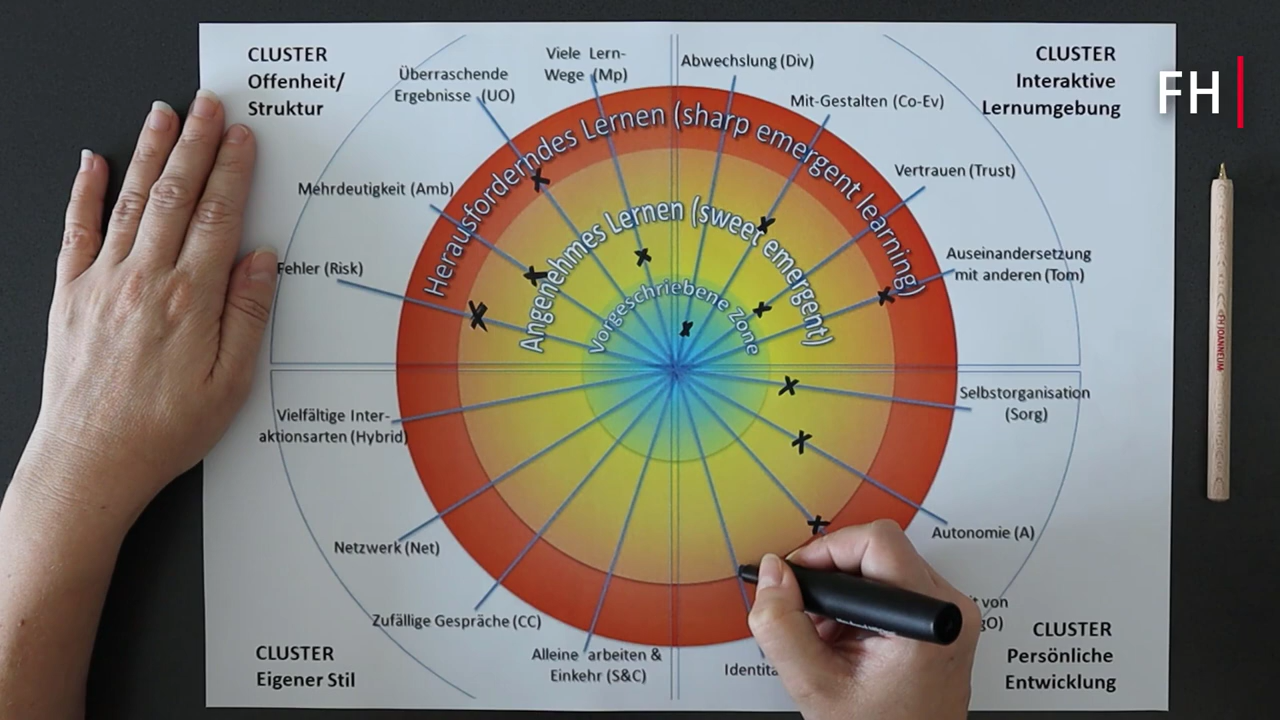 CLUSTER
Offenheit/
Struktur
Überraschende
Ergebnisse (UO)
Viele Lern-
Wege (Mp)
Abwechslung (Div)
Mit-Gestalten (Co-Ev)
CLUSTER
Interaktive
Lernumgebung
FH
Mehrdeutigkeit (Amb)
Vertrauen (Trust)
Fehler (Risk)
Auseinandersetzung
mit anderen (Tom)
Herausforderndes Lernen (sharp emergent learning)
Angenehmes Lernen (sweet emergent)
Vorgeschriebene Zone
FH JOANNEUM
Vielfältige Inter-
aktionsarten (Hybrid)
Selbstorganisation
(Sorg)
Netzwerk (Net)
Autonomie (A)
Zufällige Gespräche (CC)
von
Alleine arbeiten &
Einkehr (S&C)
CLUSTER
Eigener Stil
CLUSTER
Persönliche
Entwicklung